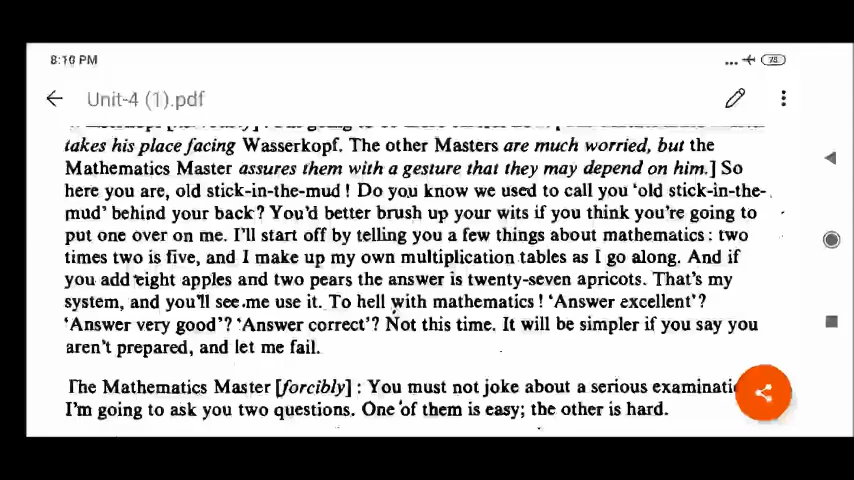 8:10 PM
... 78
Unit-4 (1).pdf
takes his place facing Wasserkopf. The other Masters are much worried, but the
Mathematics Master assures them with a gesture that they may depend on him.] So
here you are, old stick-in-the-mud ! Do you know we used to call you 'old stick-in-the-
mud' behind your back? You'd better brush up your wits if you think you're going to
put one over on me. I'll start off by telling you a few things about mathematics : two
times two is five, and I make up my own multiplication tables as I go along. And if
you add eight apples and two pears the answer is twenty-seven apricots. That's my
system, and you'll see me use it. To hell with mathematics ! 'Answer excellent'?
'Answer very good'? 'Answer correct'? Not this time. It will be simpler if you say you
aren't prepared, and let me fail.
The Mathematics Master [forcibly] : You must not joke about a serious examinati
I'm going to ask you two questions. One of them is easy; the other is hard.